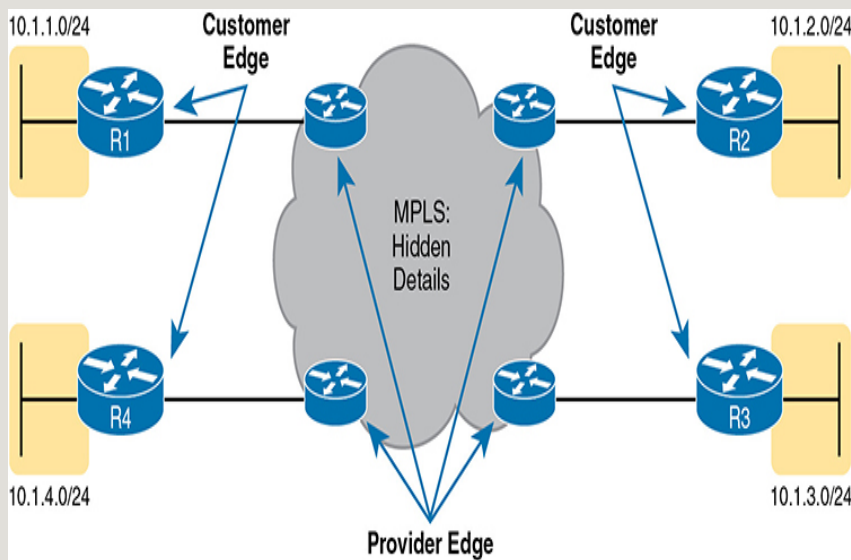 10.1.1.0/24
Customer
Edge
Customer
Edge
10.1.2.0/24
R1
R2
MPLS:
Hidden
Details
R4
R3
10.1.4.0/24
10.1.3.0/24
Provider Edge